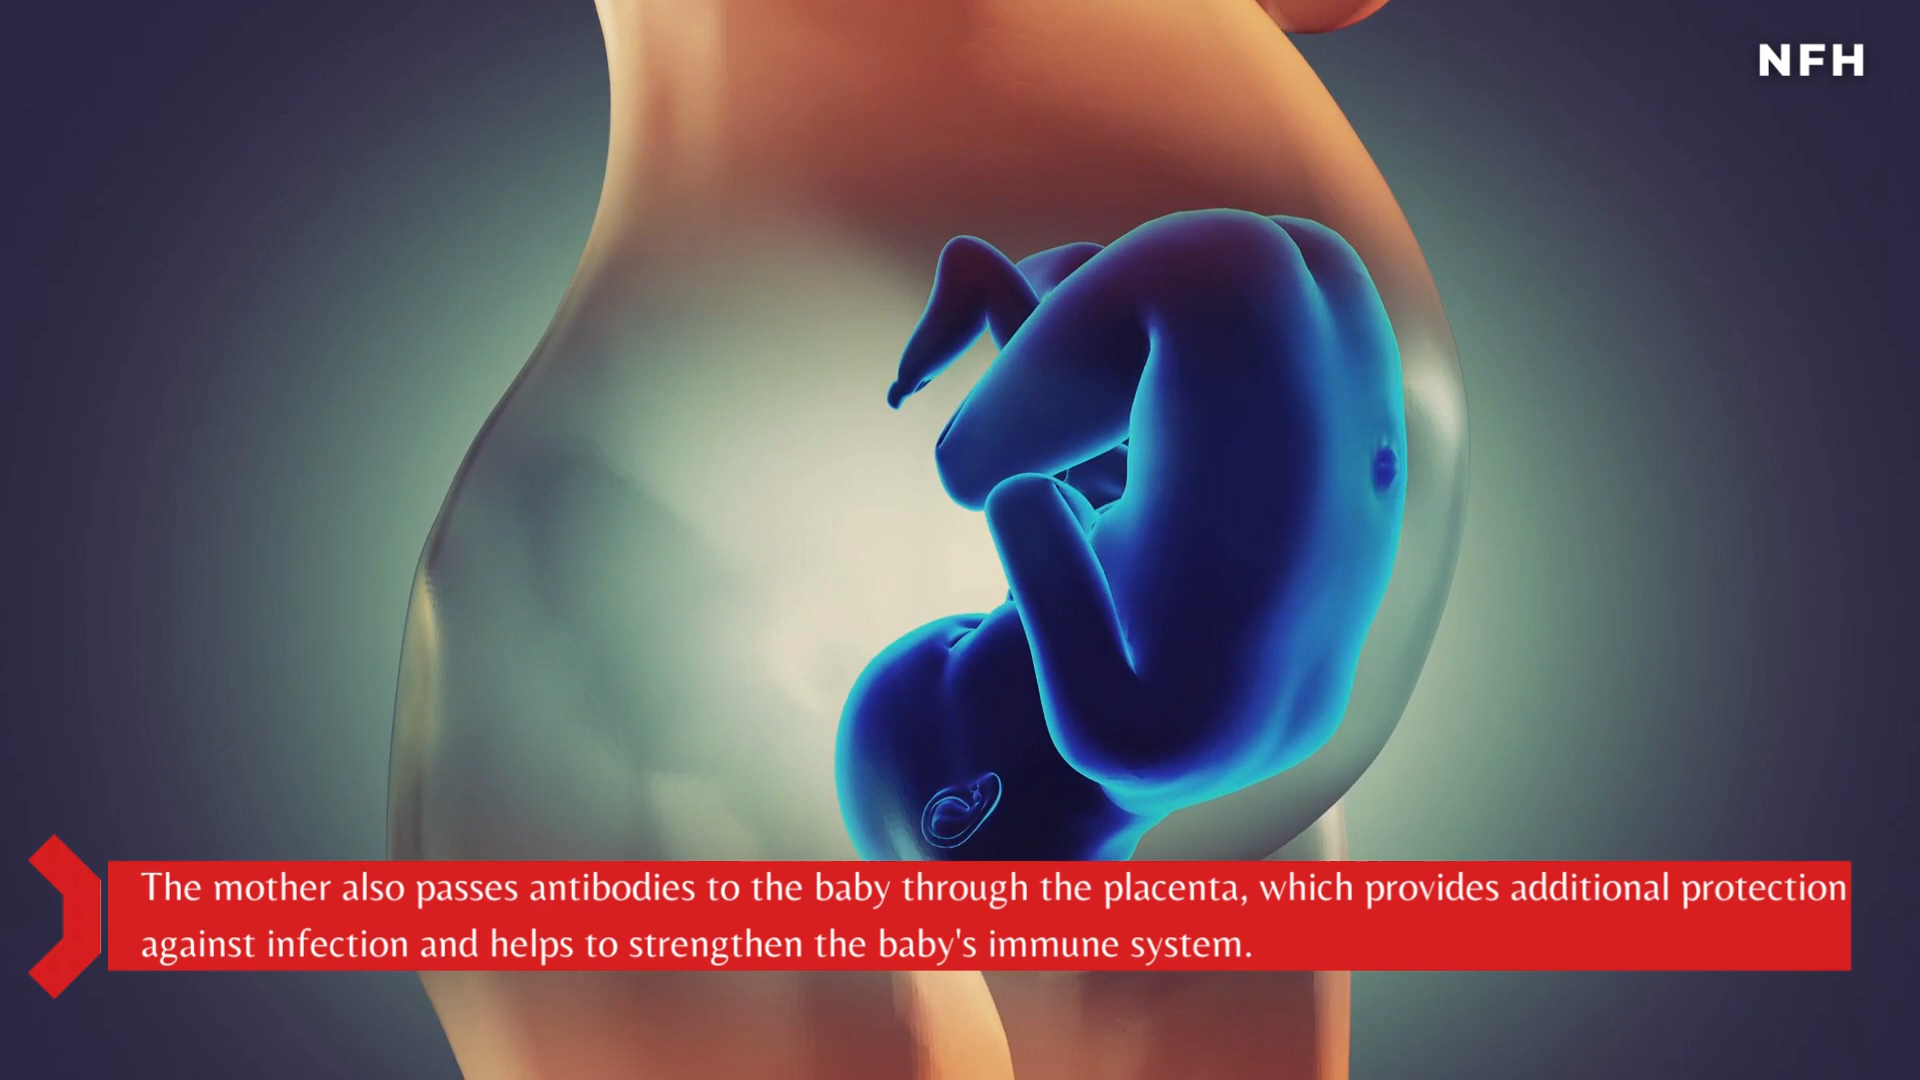 NFH
The mother also passes antibodies to the baby through the placenta, which provides additional protection
against infection and helps to strengthen the baby's immune system.